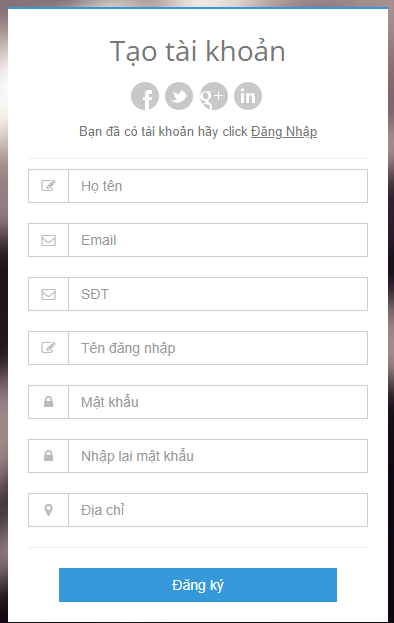 Tạo tài khoản
Bạn đã có tài khoản hãy click Đăng Nhập
Họ tên
Email
SĐT
Tên đăng nhập
Mật khẩu
Nhập lại mật khẩu
Địa chỉ
Đăng ký